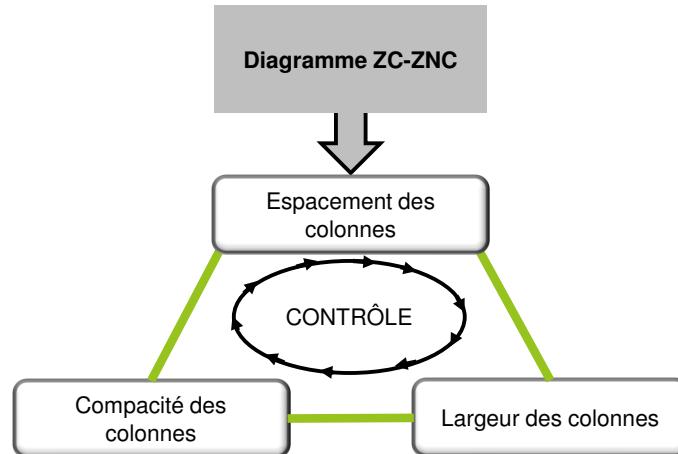 Diagramme ZC-ZNC
Espacement des
colonnes
CONTRÔLE
Compacité des
colonnes
Largeur des colonnes